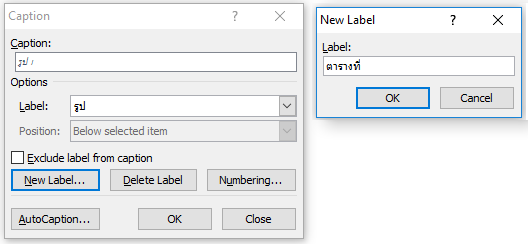 Caption
Caption:
รูป ๅ
Options
Label: รูป
Position: Below selected item
Exclude label from caption
New Label... Delete Label Numbering...
AutoCaption... OK Close
New Label
Label:
ตารางที่
OK Cancel